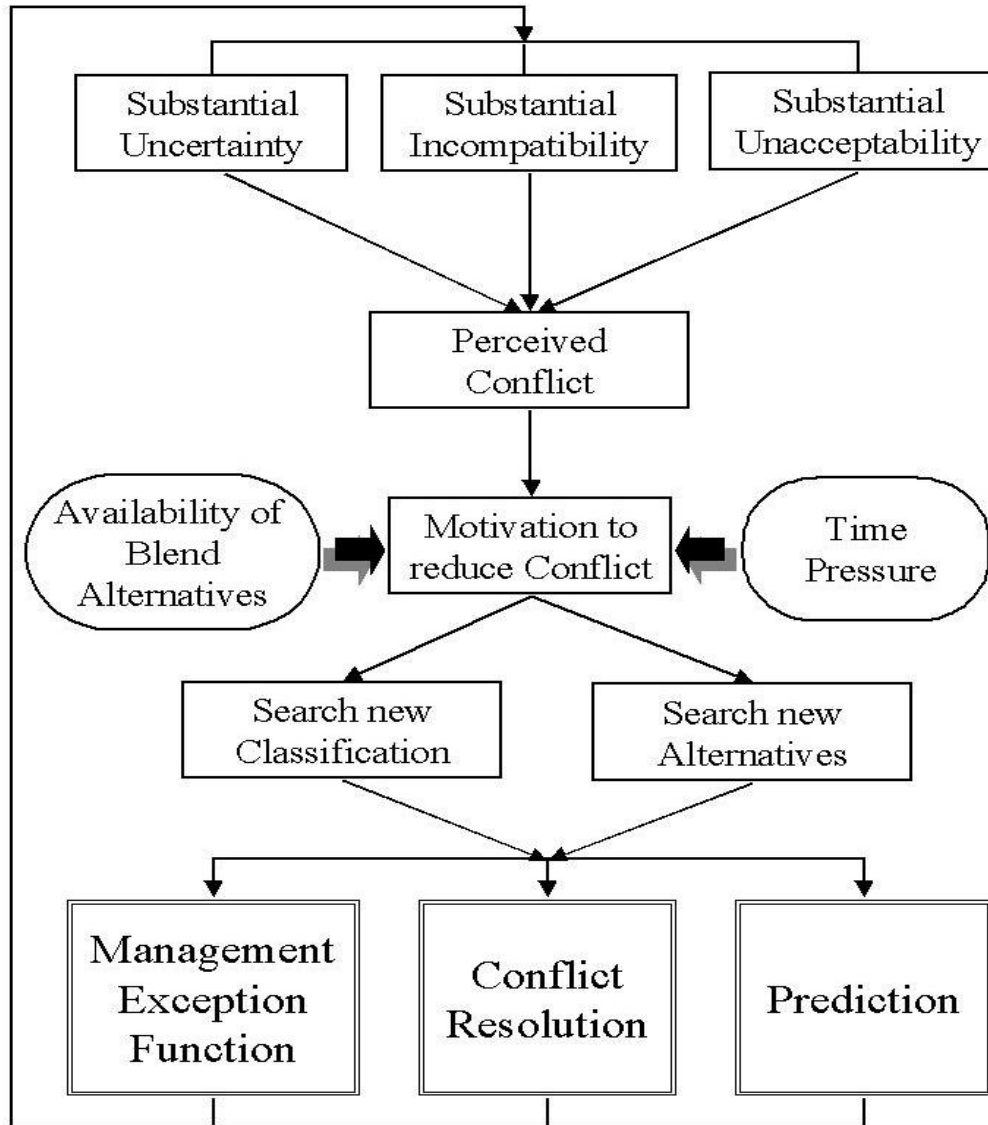 Substantial
Uncertainty
Substantial
Incompatibility
Substantial
Unacceptability
Perceived
Conflict
Availability of
Blend
Alternatives
Motivation to
reduce Conflict
Time
Pressure
Search new
Classification
Search new
Alternatives
Management
Exception
Function
Conflict
Resolution
Prediction